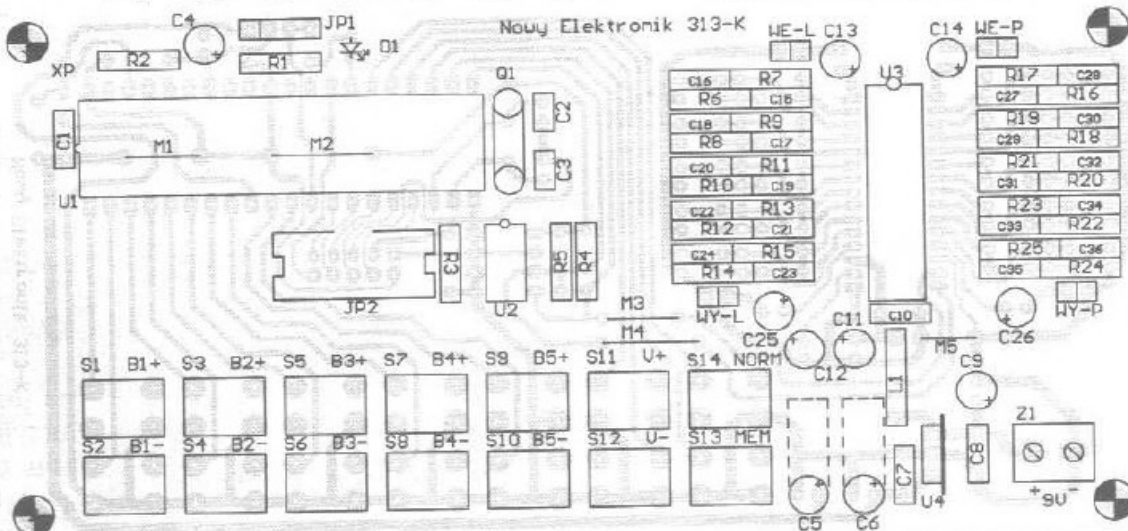 C4
JP1
Nowy Elektronik 313-K
WE-L
C13
C14
WE-P
R2
R1
D1
XP
Q1
U3
C16 R7
R6 C15
C18 R9
R8 C17
C20 R11
R10 C19
C22 R13
R12 C21
C24 R15
R14 C23
R17 C28
C27 R16
R19 C30
C29 R18
R21 C32
C31 R20
R23 C34
C33 R22
R25 C36
C35 R24
C1
M1
M2
C2
C3
U1
R3
R5
R4
JP2
U2
M3
M4
WY-L
C25
C11
C10
C12
M5
C26
WY-P
C9
L1
S1 B1+ S3 B2+ S5 B3+ S7 B4+ S9 B5+ S11 V+ S14 NORM
S2 B1- S4 B2- S6 B3- S8 B4- S10 B5- S12 V- S13 MEM
Z1
C7
C8
U4
C5
C6
+ 9V -